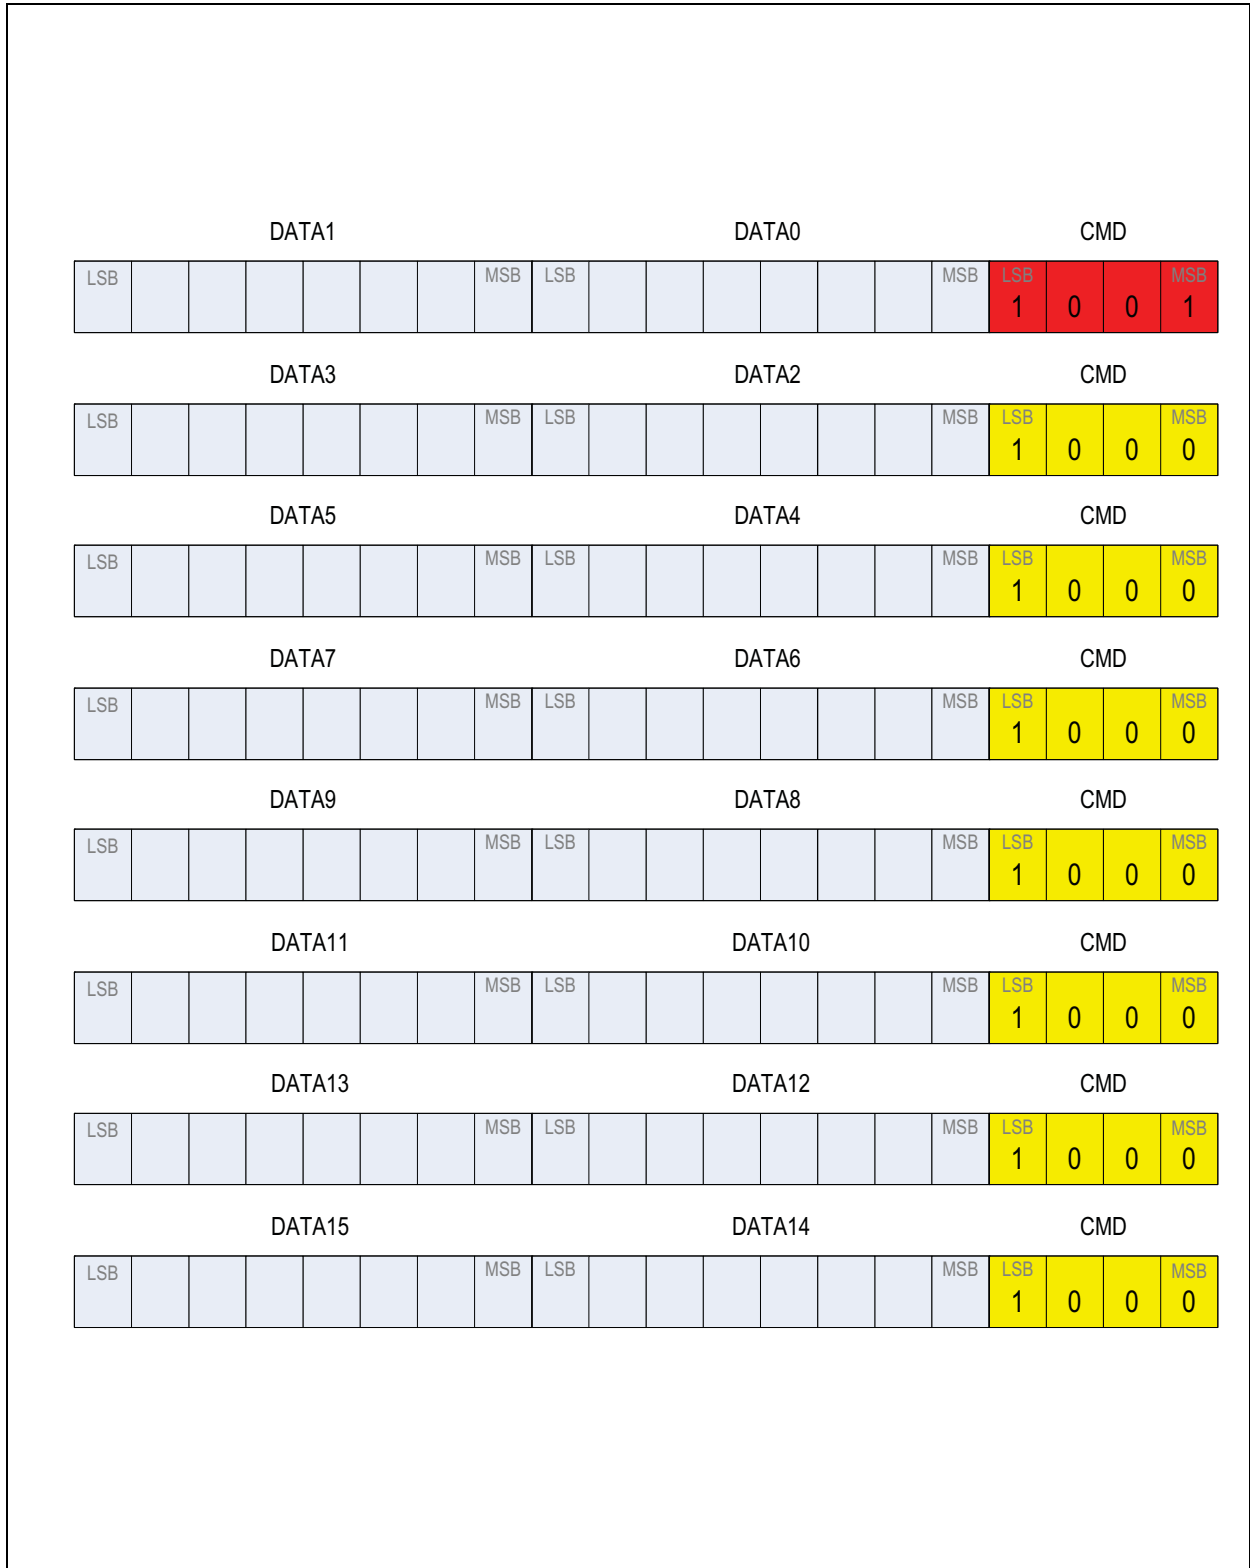 DATA1 DATA0 CMD
LSB MSB LSB MSB LSB MSB
1 0 0 1
DATA3 DATA2 CMD
LSB MSB LSB MSB LSB MSB
1 0 0 0
DATA5 DATA4 CMD
LSB MSB LSB MSB LSB MSB
1 0 0 0
DATA7 DATA6 CMD
LSB MSB LSB MSB LSB MSB
1 0 0 0
DATA9 DATA8 CMD
LSB MSB LSB MSB LSB MSB
1 0 0 0
DATA11 DATA10 CMD
LSB MSB LSB MSB LSB MSB
1 0 0 0
DATA13 DATA12 CMD
LSB MSB LSB MSB LSB MSB
1 0 0 0
DATA15 DATA14 CMD
LSB MSB LSB MSB LSB MSB
1 0 0 0